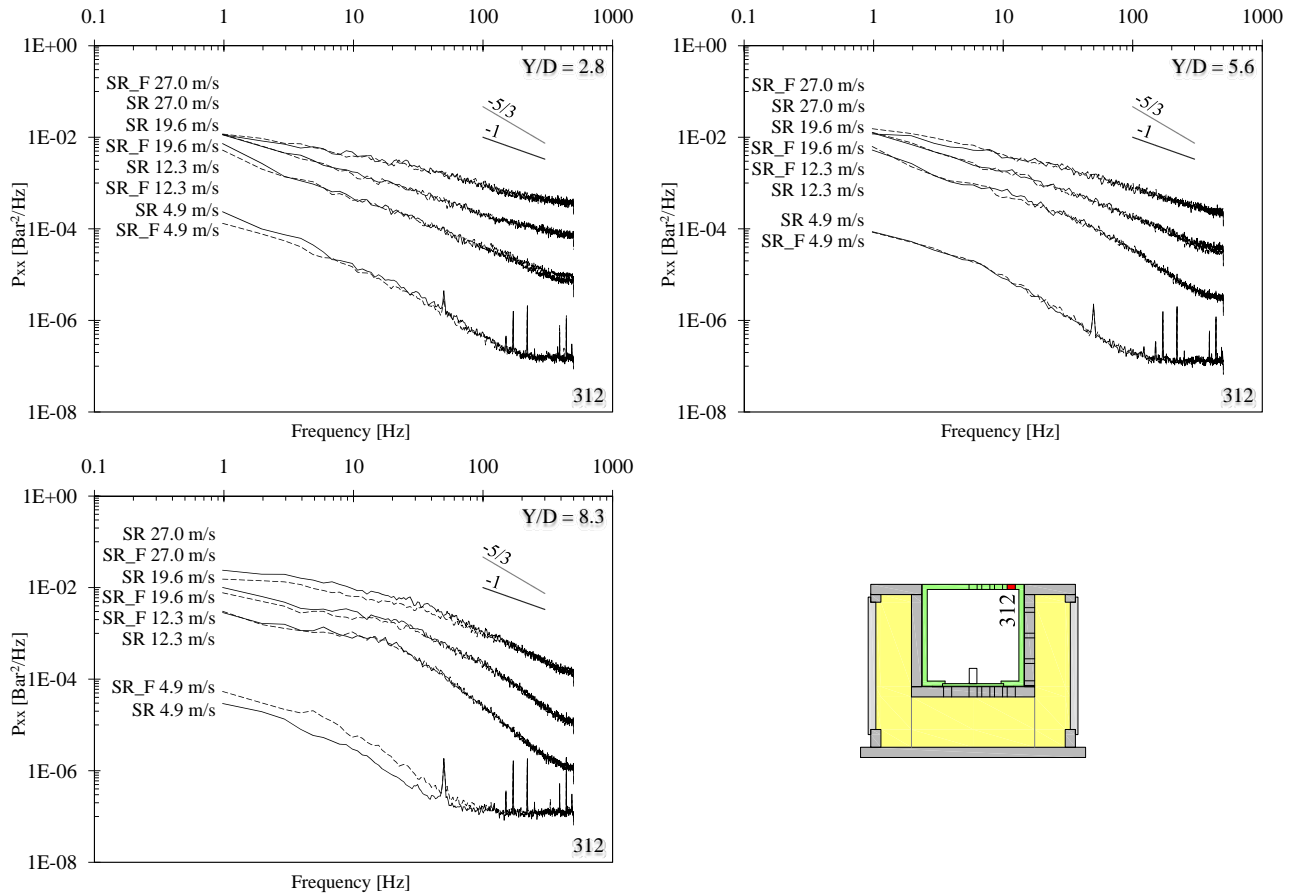 0.1 1 10 100 1000
1E+00
1E-02
1E-04
1E-06
1E-08
Pxx [Bar²/Hz]
Y/D = 2.8
SR_F 27.0 m/s
SR 27.0 m/s
SR 19.6 m/s
SR_F 19.6 m/s
SR 12.3 m/s
SR_F 12.3 m/s
SR 4.9 m/s
SR_F 4.9 m/s
-5/3
-1
312
Frequency [Hz]
0.1 1 10 100 1000
1E+00
1E-02
1E-04
1E-06
1E-08
Pxx [Bar²/Hz]
Y/D = 5.6
SR_F 27.0 m/s
SR 27.0 m/s
SR 19.6 m/s
SR_F 19.6 m/s
SR_F 12.3 m/s
SR 12.3 m/s
SR 4.9 m/s
SR_F 4.9 m/s
-5/3
-1
312
Frequency [Hz]
0.1 1 10 100 1000
1E+00
1E-02
1E-04
1E-06
1E-08
Pxx [Bar²/Hz]
Y/D = 8.3
SR 27.0 m/s
SR_F 27.0 m/s
SR 19.6 m/s
SR_F 19.6 m/s
SR_F 12.3 m/s
SR 12.3 m/s
SR_F 4.9 m/s
SR 4.9 m/s
-5/3
-1
312
Frequency [Hz]
312